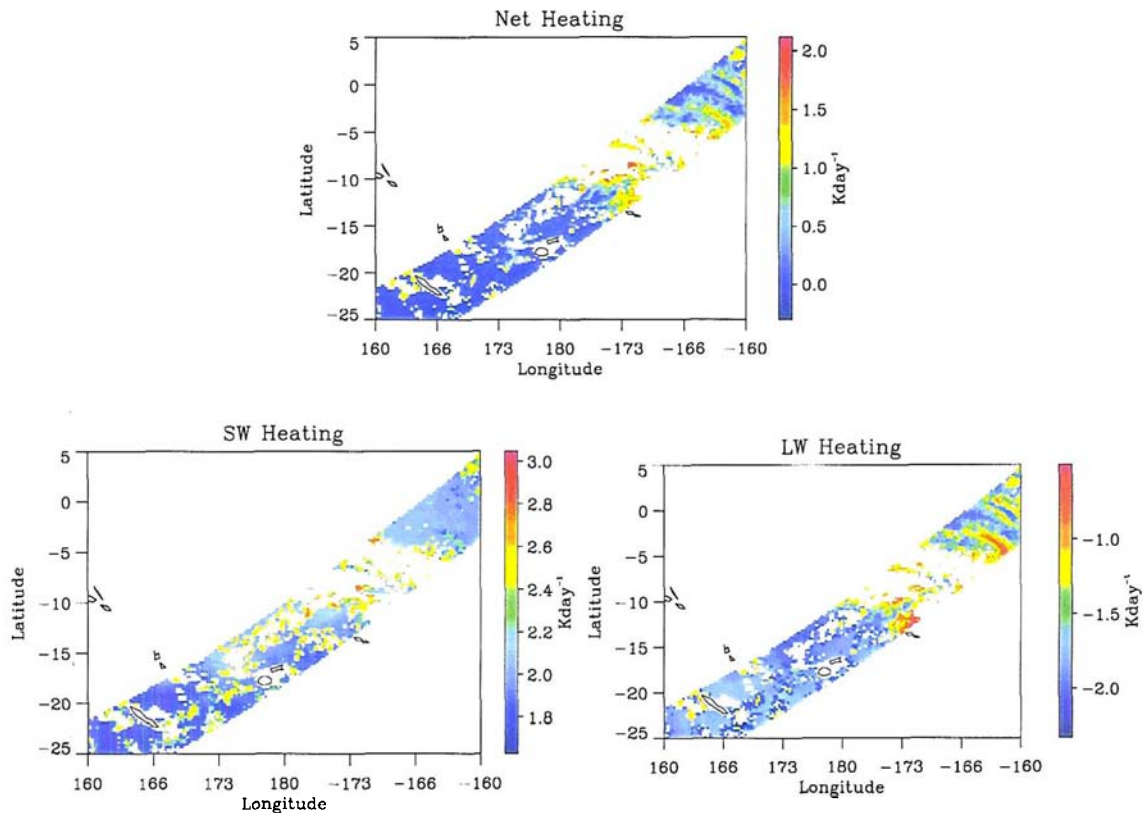 Net Heating
5
0
-5
-10
-15
-20
-25
Latitude
160 166 173 180 -173 -166 -160
Longitude
2.0
1.5
1.0
0.5
0.0
Kday⁻¹
SW Heating
5
0
-5
-10
-15
-20
-25
Latitude
160 166 173 180 -173 -166 -160
Longitude
3.0
2.8
2.6
2.4
2.2
2.0
1.8
Kday⁻¹
LW Heating
5
0
-5
-10
-15
-20
-25
Latitude
160 166 173 180 -173 -166 -160
Longitude
-1.0
-1.5
-2.0
Kday⁻¹